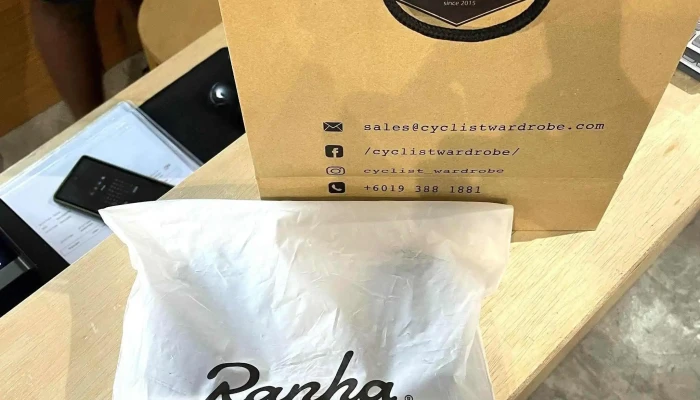 since 2015
sales@cyclistwardrobe.com
/cyclistwardrobe/
cyclist_wardrobe
+6019 388 1881
Rapha®